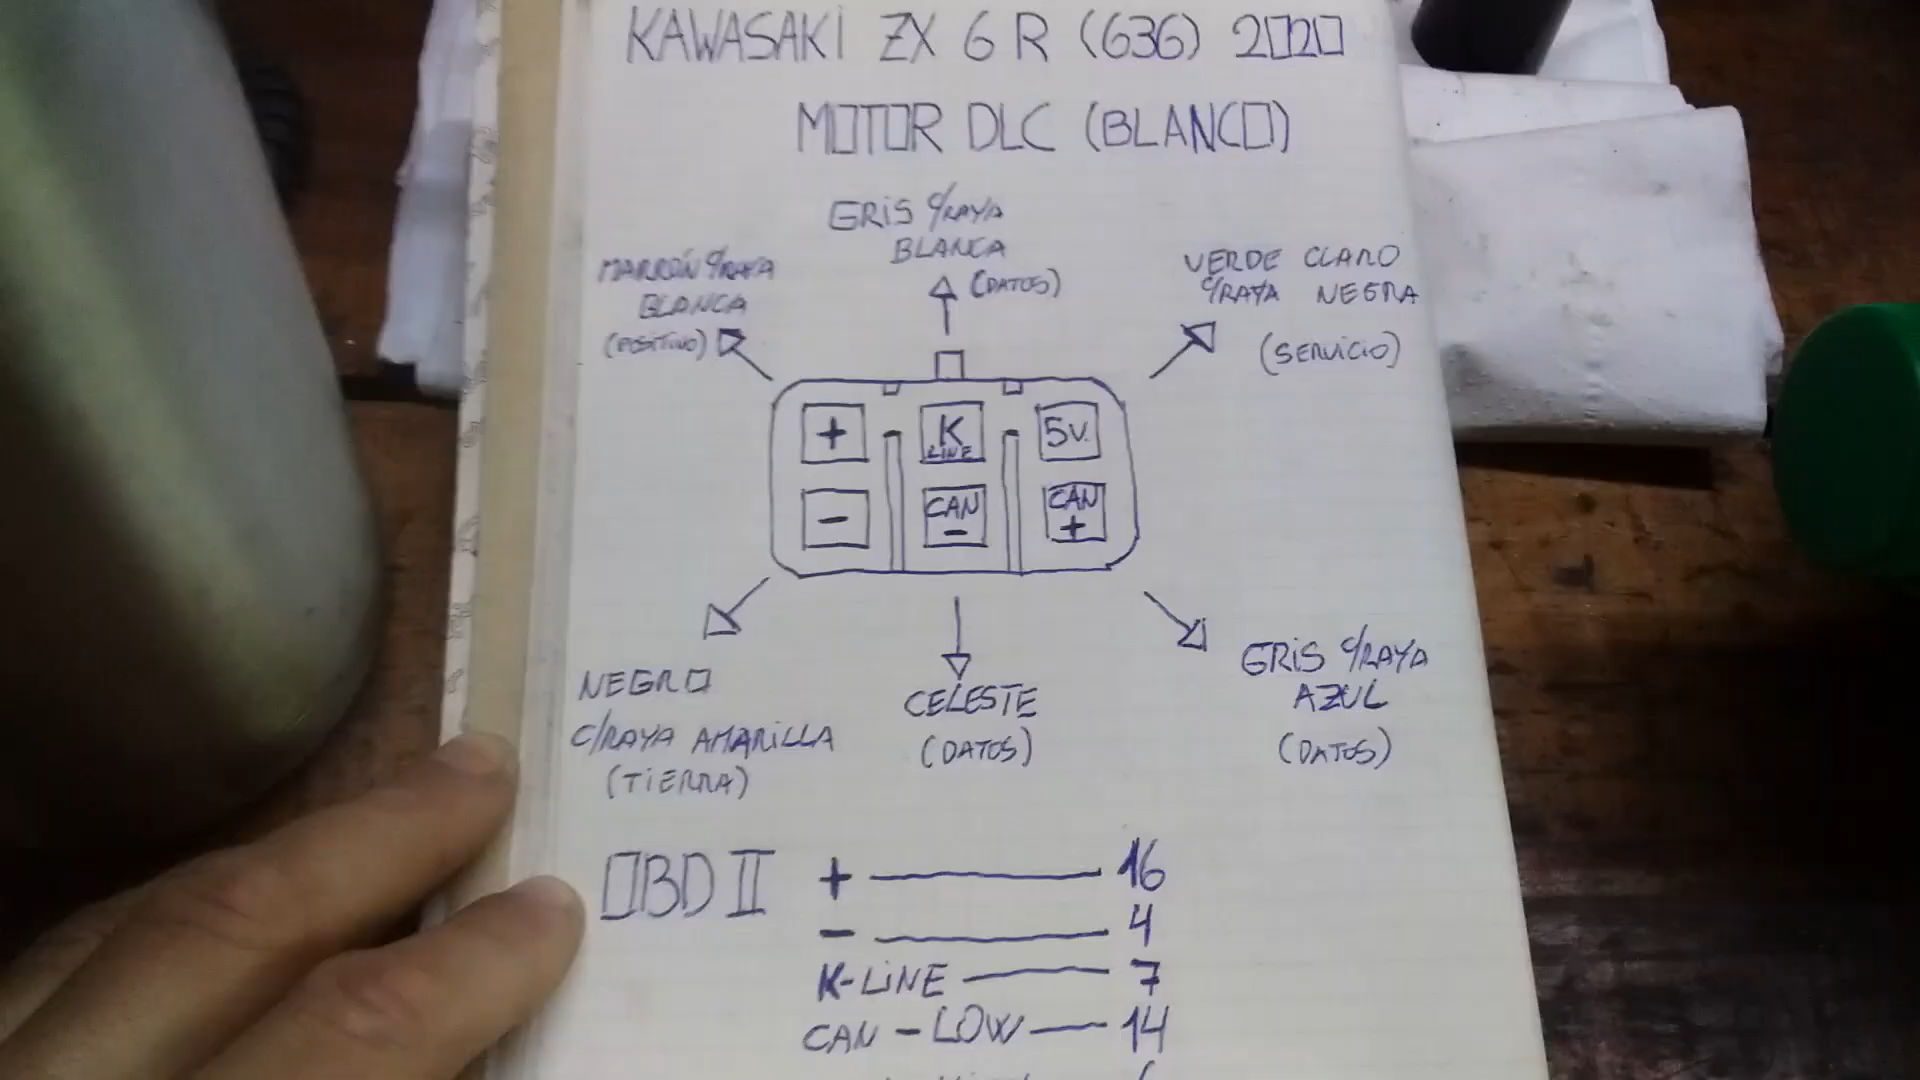 KAWASAKI ZX 6 R (636) 2020
MOTOR DLC (BLANCO)
GRIS C/RAYA
BLANCA
(DATOS)
MARRÓN C/RAYA
BLANCA
(POSITIVO)
VERDE CLARO
C/RAYA NEGRA
(SERVICIO)
+ K LINE 5V.
- CAN - CAN +
NEGRO
C/RAYA AMARILLA
(TIERRA)
CELESTE
(DATOS)
GRIS C/RAYA
AZUL
(DATOS)
OBD II + 16
- 4
K-LINE 7
CAN - LOW 14